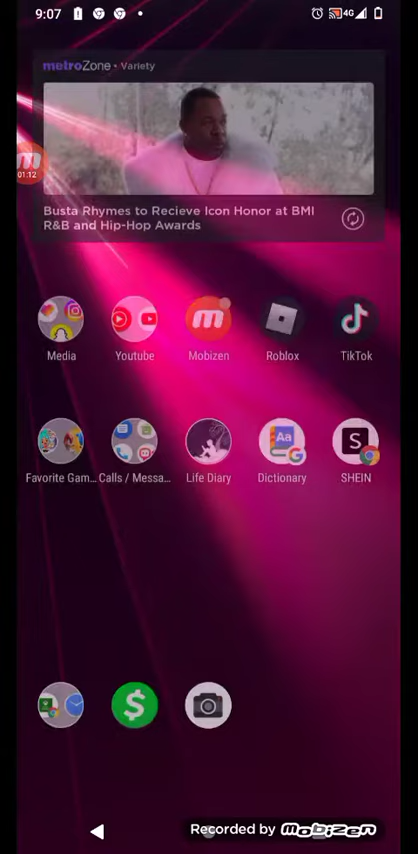 9:07
4G
metroZone • Variety
01:12
Busta Rhymes to Recieve Icon Honor at BMI
R&B and Hip-Hop Awards
Media
Youtube
Mobizen
Roblox
TikTok
Aa
G
S
Favorite Gam...
Calls / Messa...
Life Diary
Dictionary
SHEIN
$
Recorded by Mobizen